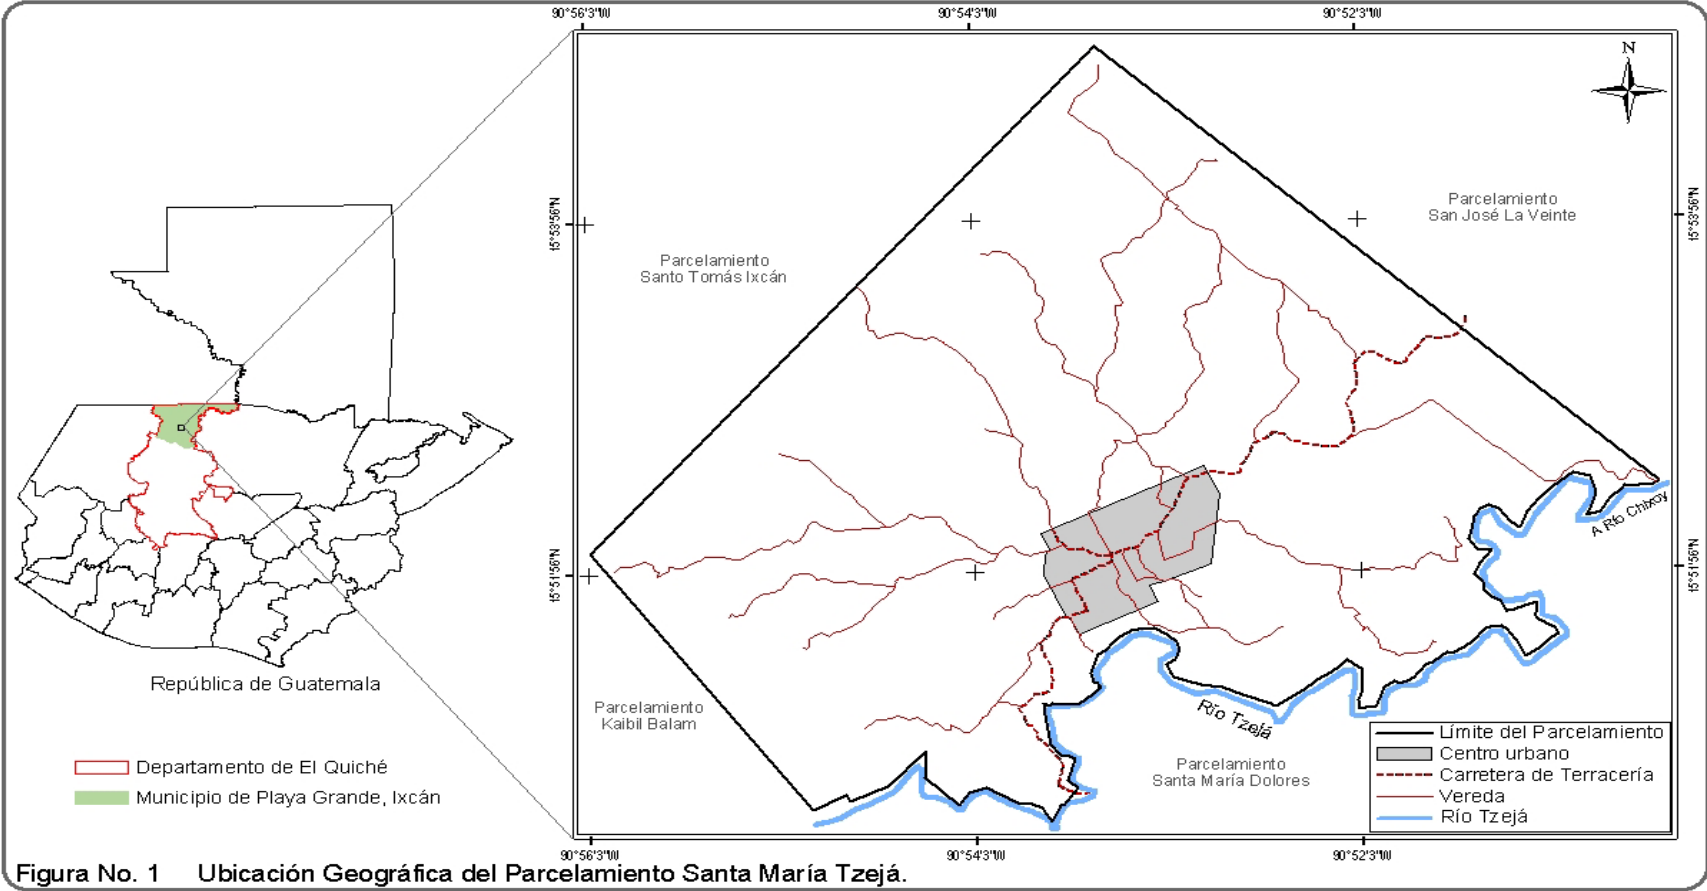 90°56'3"W
90°54'3"W
90°52'3"W
N
15°53'56"N
15°53'56"N
Parcelamiento
San José La Veinte
Parcelamiento
Santo Tomás Ixcán
A Río Chixoy
15°51'56"N
15°51'56"N
República de Guatemala
Parcelamiento
Kaibil Balam
Río Tzejá
Parcelamiento
Santa María Dolores
Límite del Parcelamiento
Centro urbano
Carretera de Terracería
Vereda
Río Tzejá
Departamento de El Quiché
Municipio de Playa Grande, Ixcán
90°56'3"W
90°54'3"W
90°52'3"W
Figura No. 1 Ubicación Geográfica del Parcelamiento Santa María Tzejá.